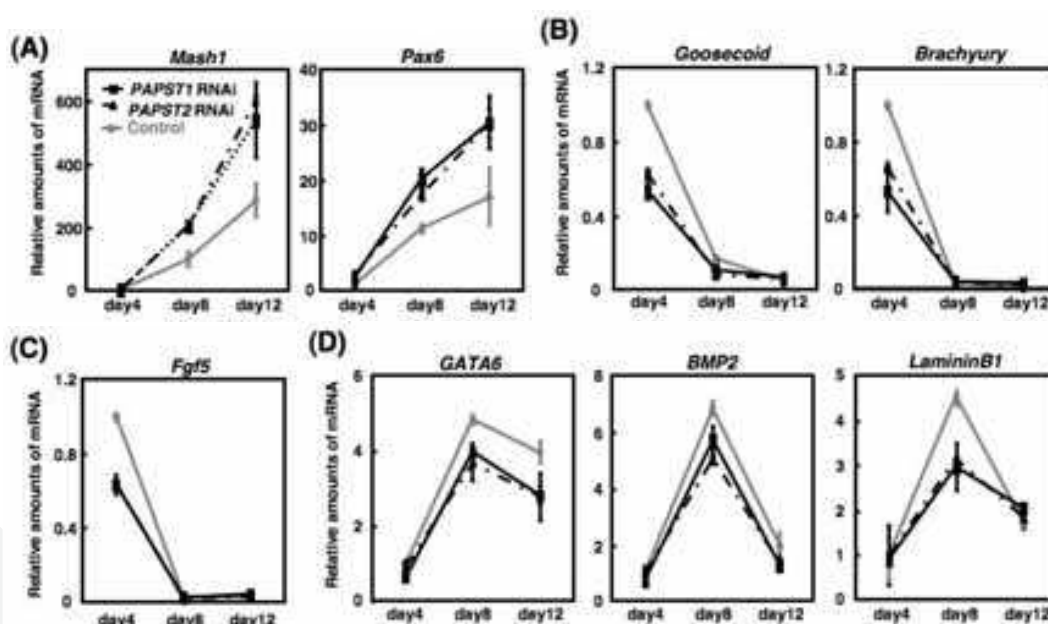 (A)
Mash1
Relative amounts of mRNA
600
400
200
0
PAPST1 RNAi
PAPST2 RNAi
Control
day4 day8 day12
Pax6
40
30
20
10
0
day4 day8 day12
(B)
Goosecoid
Relative amounts of mRNA
1.2
0.8
0.4
0
day4 day8 day12
Brachyury
1.2
0.8
0.4
0
day4 day8 day12
(C)
Fgf5
Relative amounts of mRNA
1.2
0.8
0.4
0
day4 day8 day12
(D)
GATA6
Relative amounts of mRNA
6
4
2
0
day4 day8 day12
BMP2
8
6
4
2
0
day4 day8 day12
LamininB1
5
4
3
2
1
0
day4 day8 day12